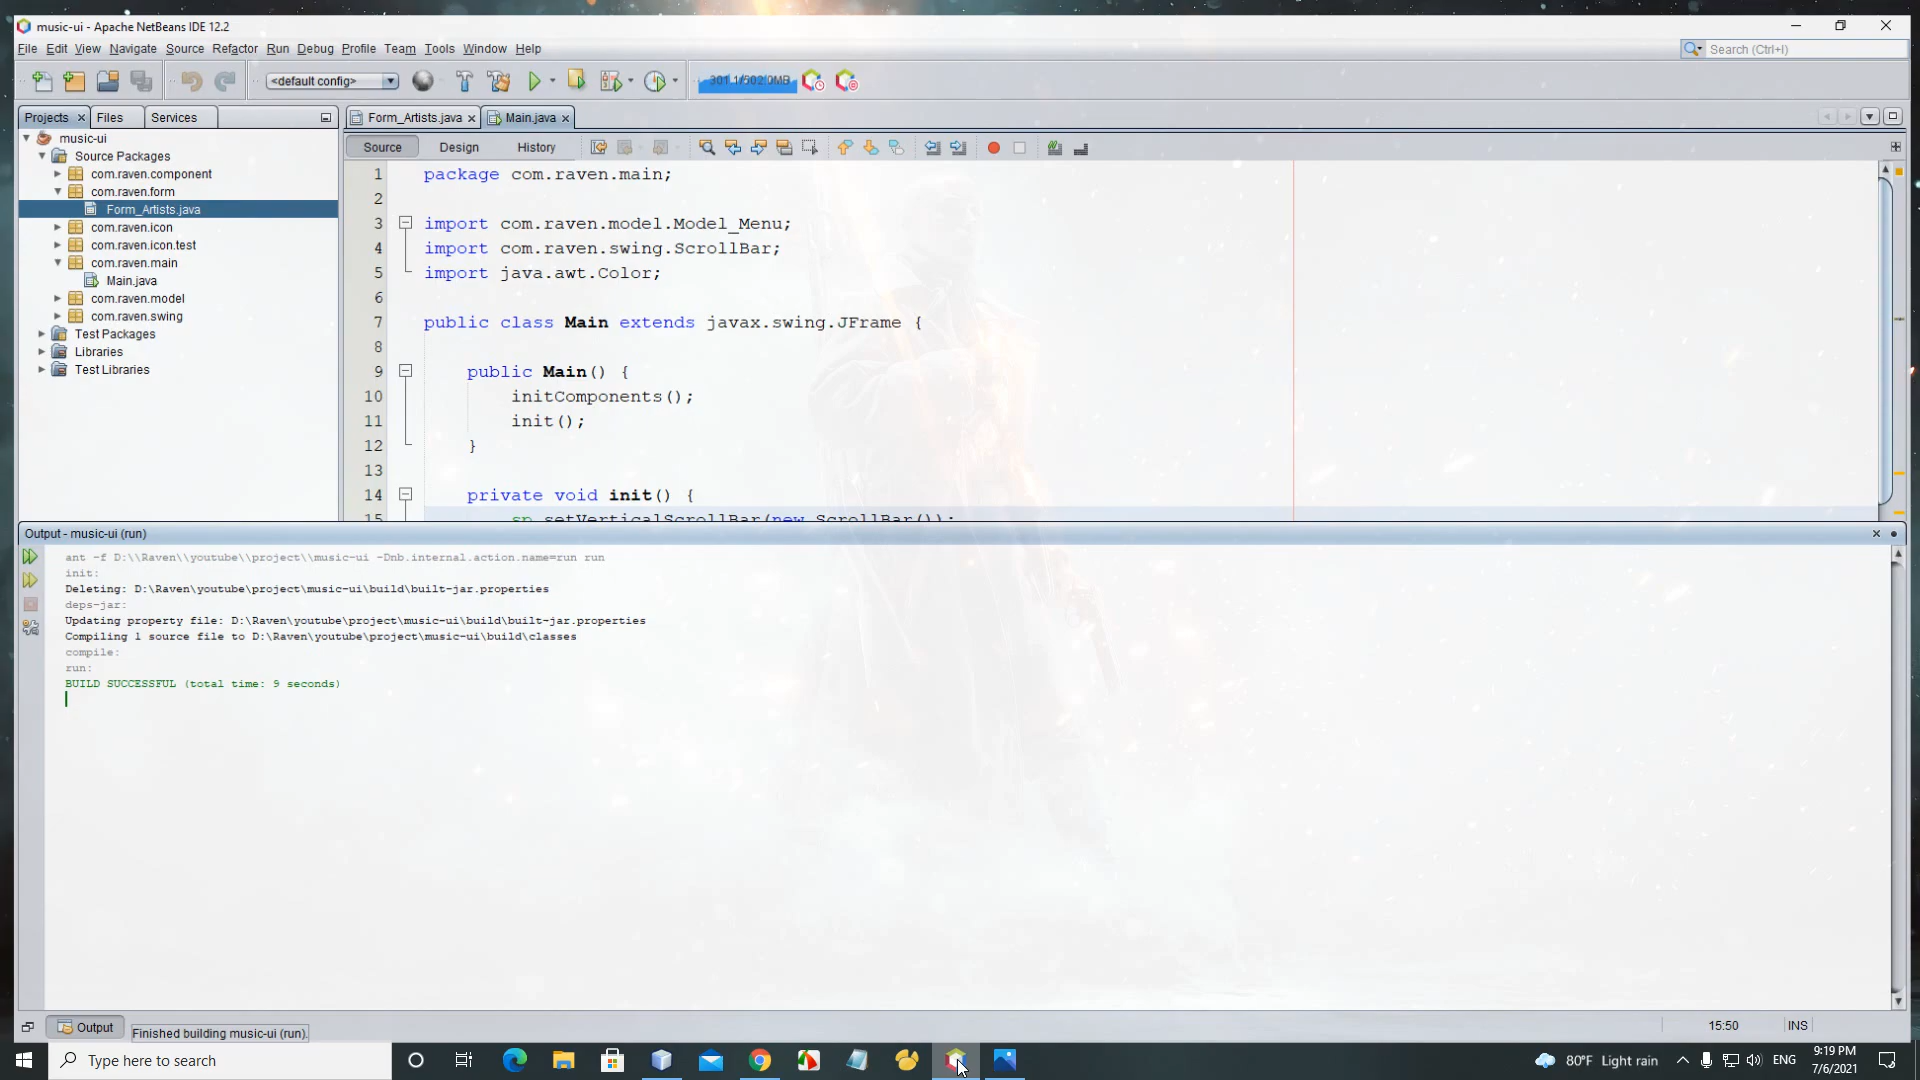 music-ui - Apache NetBeans IDE 12.2
File Edit View Navigate Source Refactor Run Debug Profile Team Tools Window Help
Search (Ctrl+I)
<default config>
301.1/502.0MB
Projects Files Services
Form_Artists.java Main.java
music-ui
Source Packages
com.raven.component
com.raven.form
Form_Artists.java
com.raven.icon
com.raven.icon.test
com.raven.main
Main.java
com.raven.model
com.raven.swing
Test Packages
Libraries
Test Libraries
Source Design History
1 package com.raven.main;
2
3 import com.raven.model.Model_Menu;
4 import com.raven.swing.ScrollBar;
5 import java.awt.Color;
6
7 public class Main extends javax.swing.JFrame {
8
9 public Main() {
10 initComponents();
11 init();
12 }
13
14 private void init() {
15 sp.setVerticalScrollBar(new ScrollBar());
Output - music-ui (run)
ant -f D:\\Raven\\youtube\\project\\music-ui -Dnb.internal.action.name=run run
init:
Deleting: D:\Raven\youtube\project\music-ui\build\built-jar.properties
deps-jar:
Updating property file: D:\Raven\youtube\project\music-ui\build\built-jar.properties
Compiling 1 source file to D:\Raven\youtube\project\music-ui\build\classes
compile:
run:
BUILD SUCCESSFUL (total time: 9 seconds)
Output
Finished building music-ui (run).
15:50 INS
Type here to search
80°F Light rain
ENG
9:19 PM
7/6/2021